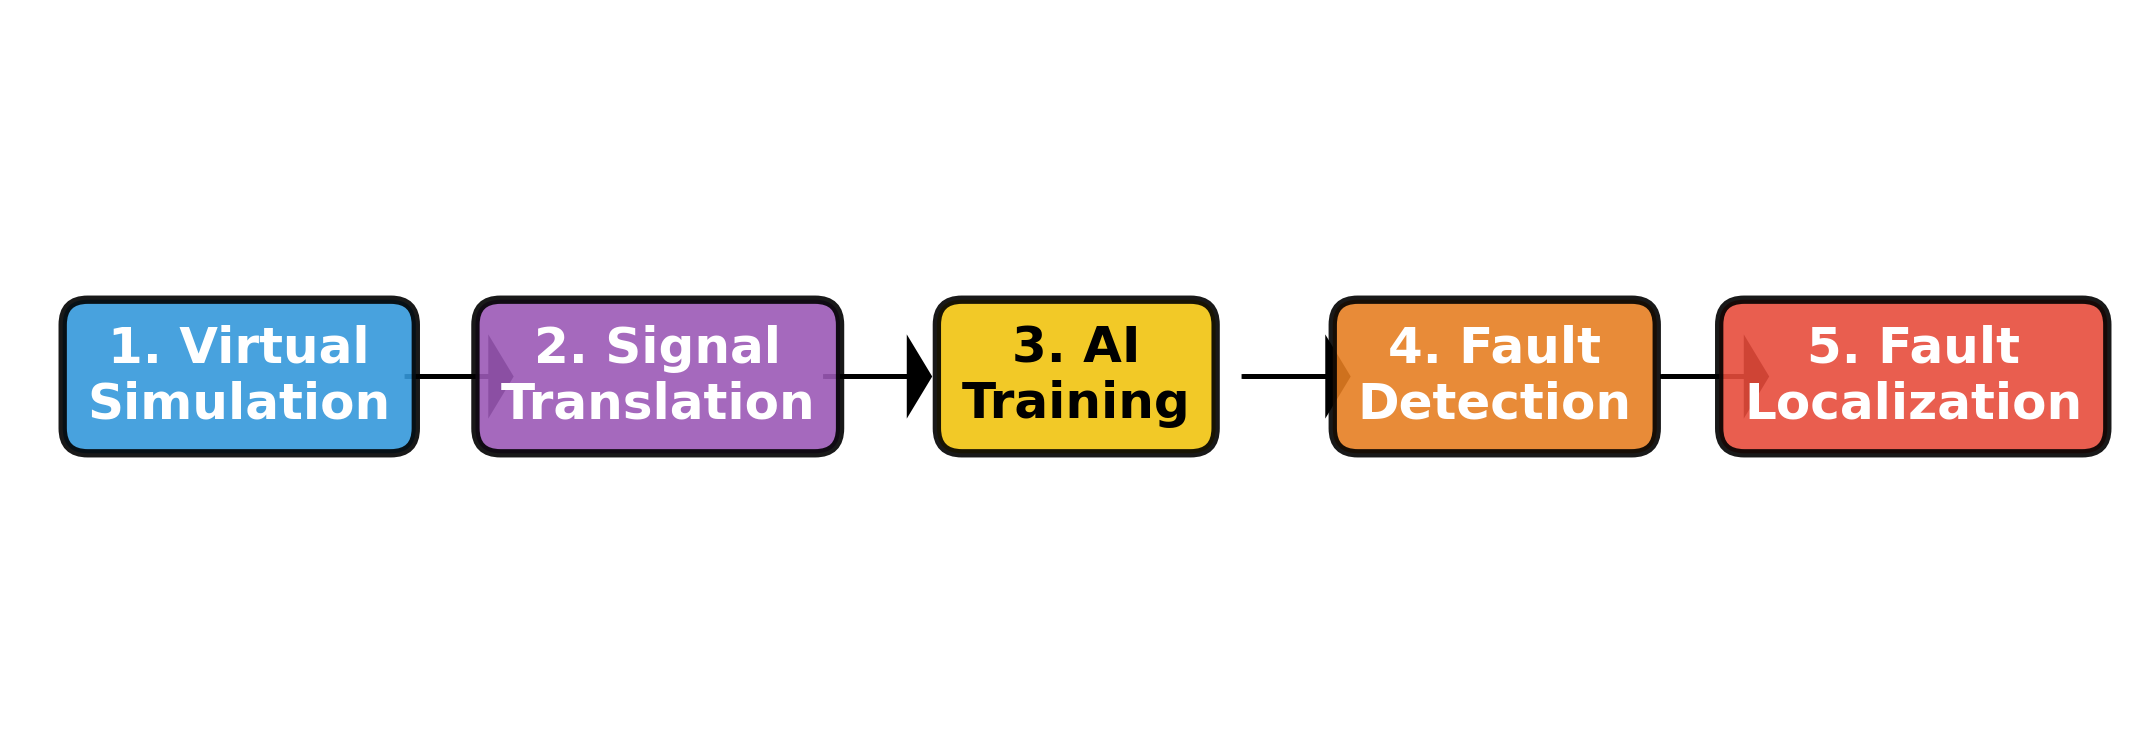 1. Virtual
Simulation
2. Signal
Translation
3. AI
Training
4. Fault
Detection
5. Fault
Localization